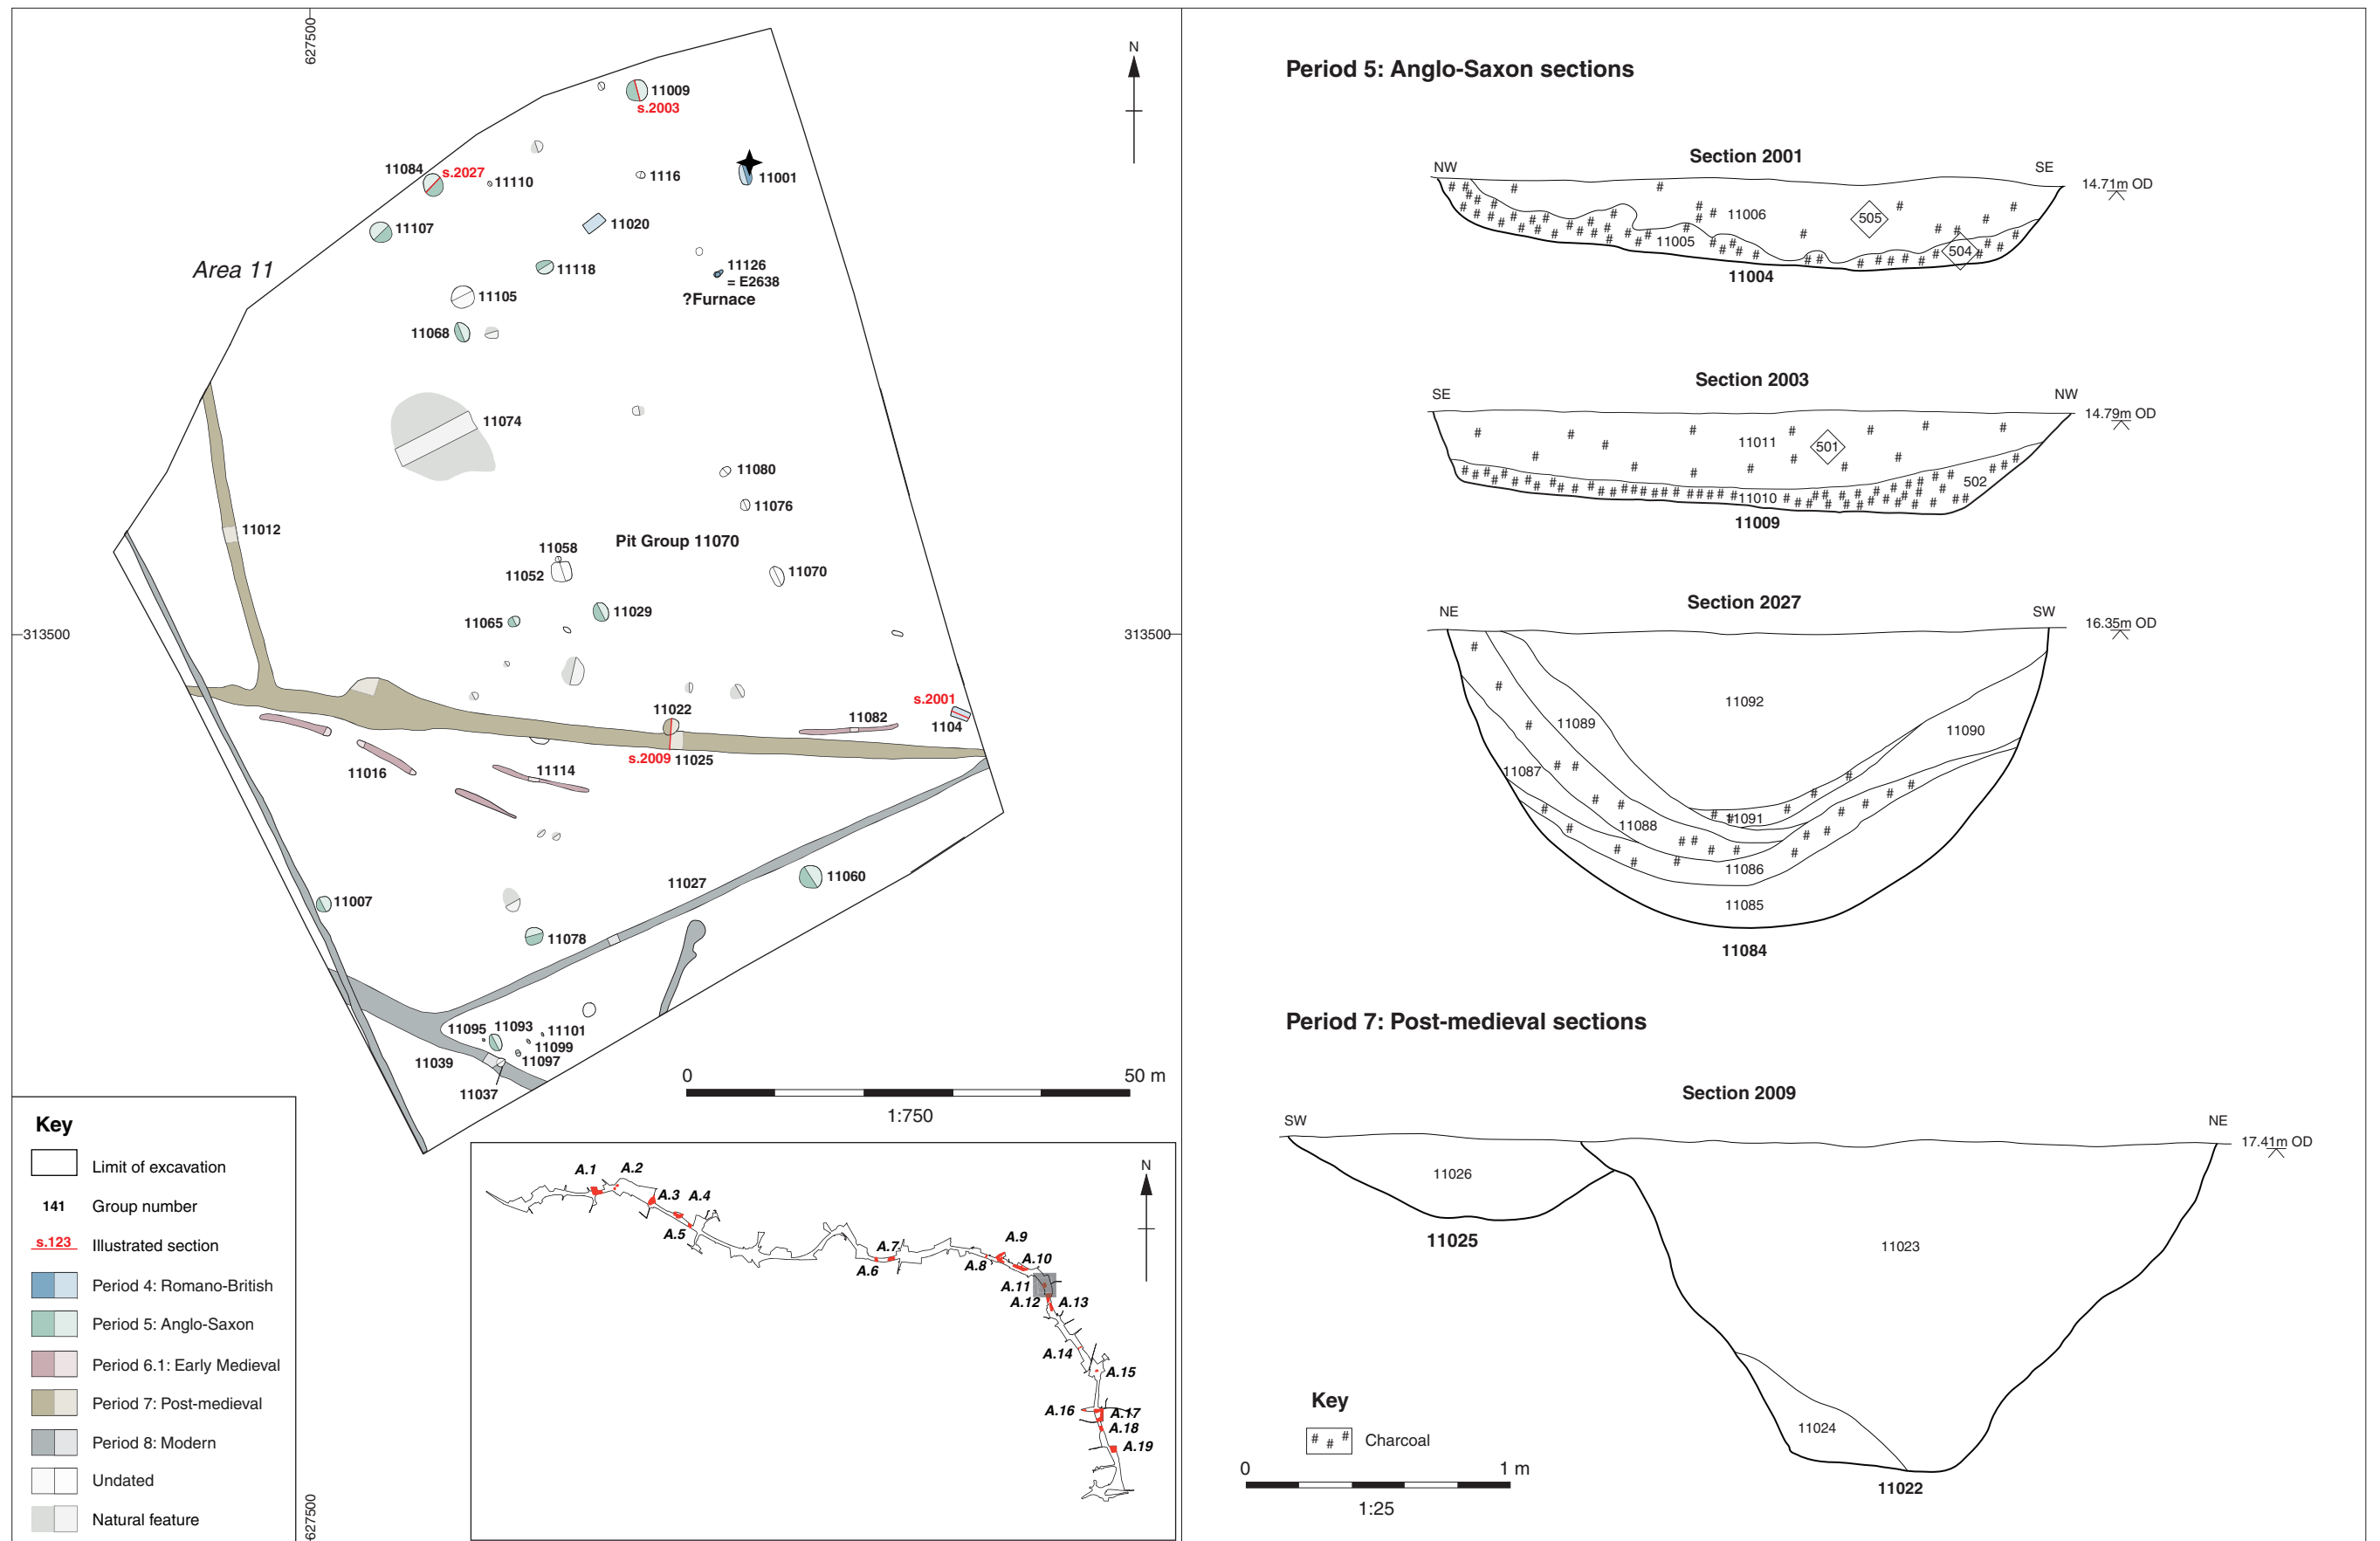 627500
N
11009
s.2003
11084
s.2027
11110
1116
11001
11107
11020
Area 11
11118
11126
= E2638
?Furnace
11105
11068
11074
11080
11076
11012
Pit Group 11070
11058
11052
11070
11029
11065
313500
313500
s.2001
11022
11082
1104
s.2009
11025
11016
11114
11060
11027
11007
11078
11095
11093
11101
11099
11097
11039
11037
0
50 m
1:750
Key
Limit of excavation
141
Group number
s.123
Illustrated section
Period 4: Romano-British
Period 5: Anglo-Saxon
Period 6.1: Early Medieval
Period 7: Post-medieval
Period 8: Modern
Undated
Natural feature
627500
N
A.1
A.2
A.3
A.4
A.5
A.6
A.7
A.8
A.9
A.10
A.11
A.12
A.13
A.14
A.15
A.16
A.17
A.18
A.19
Period 5: Anglo-Saxon sections
Section 2001
NW
SE
14.71m OD
11006
505
11005
504
11004
Section 2003
SE
NW
14.79m OD
11011
501
502
11010
11009
Section 2027
NE
SW
16.35m OD
11092
11089
11090
11087
11091
11088
11086
11085
11084
Period 7: Post-medieval sections
Section 2009
SW
NE
17.41m OD
11026
11025
11023
11024
11022
Key
# # #
Charcoal
0
1 m
1:25